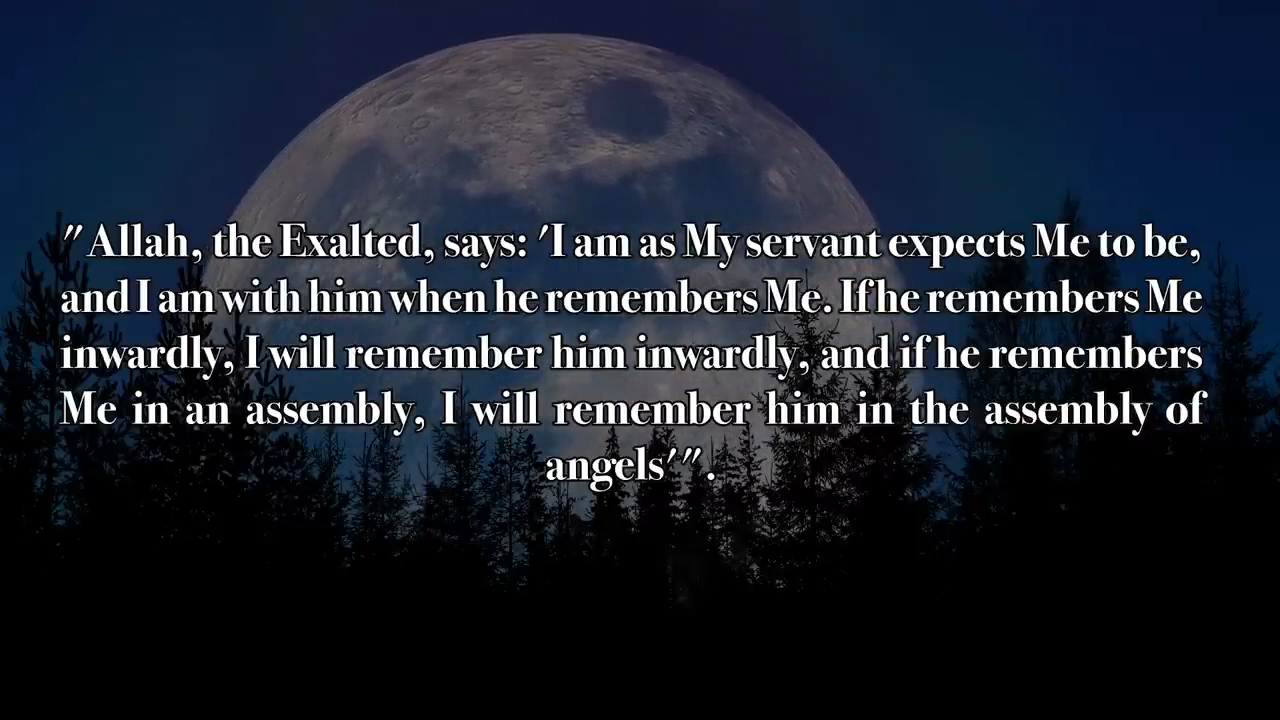 "Allah, the Exalted, says: 'I am as My servant expects Me to be,
and I am with him when he remembers Me. If he remembers Me
inwardly, I will remember him inwardly, and if he remembers
Me in an assembly, I will remember him in the assembly of
angels'".